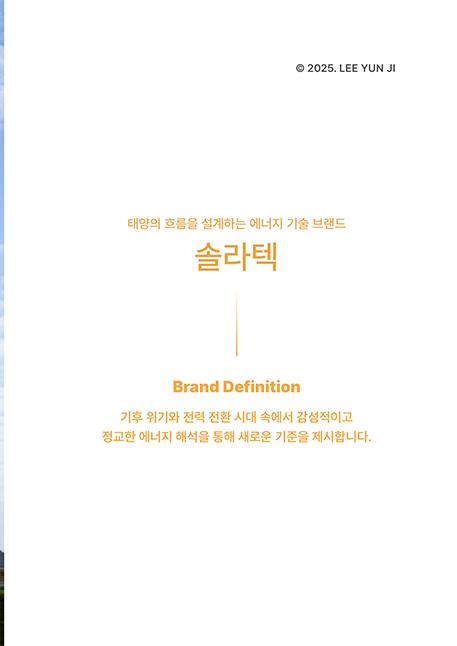 © 2025. LEE YUN JI
태양의 흐름을 설계하는 에너지 기술 브랜드
솔라텍
Brand Definition
기후 위기와 전력 전환 시대 속에서 감성적이고
정교한 에너지 해석을 통해 새로운 기준을 제시합니다.